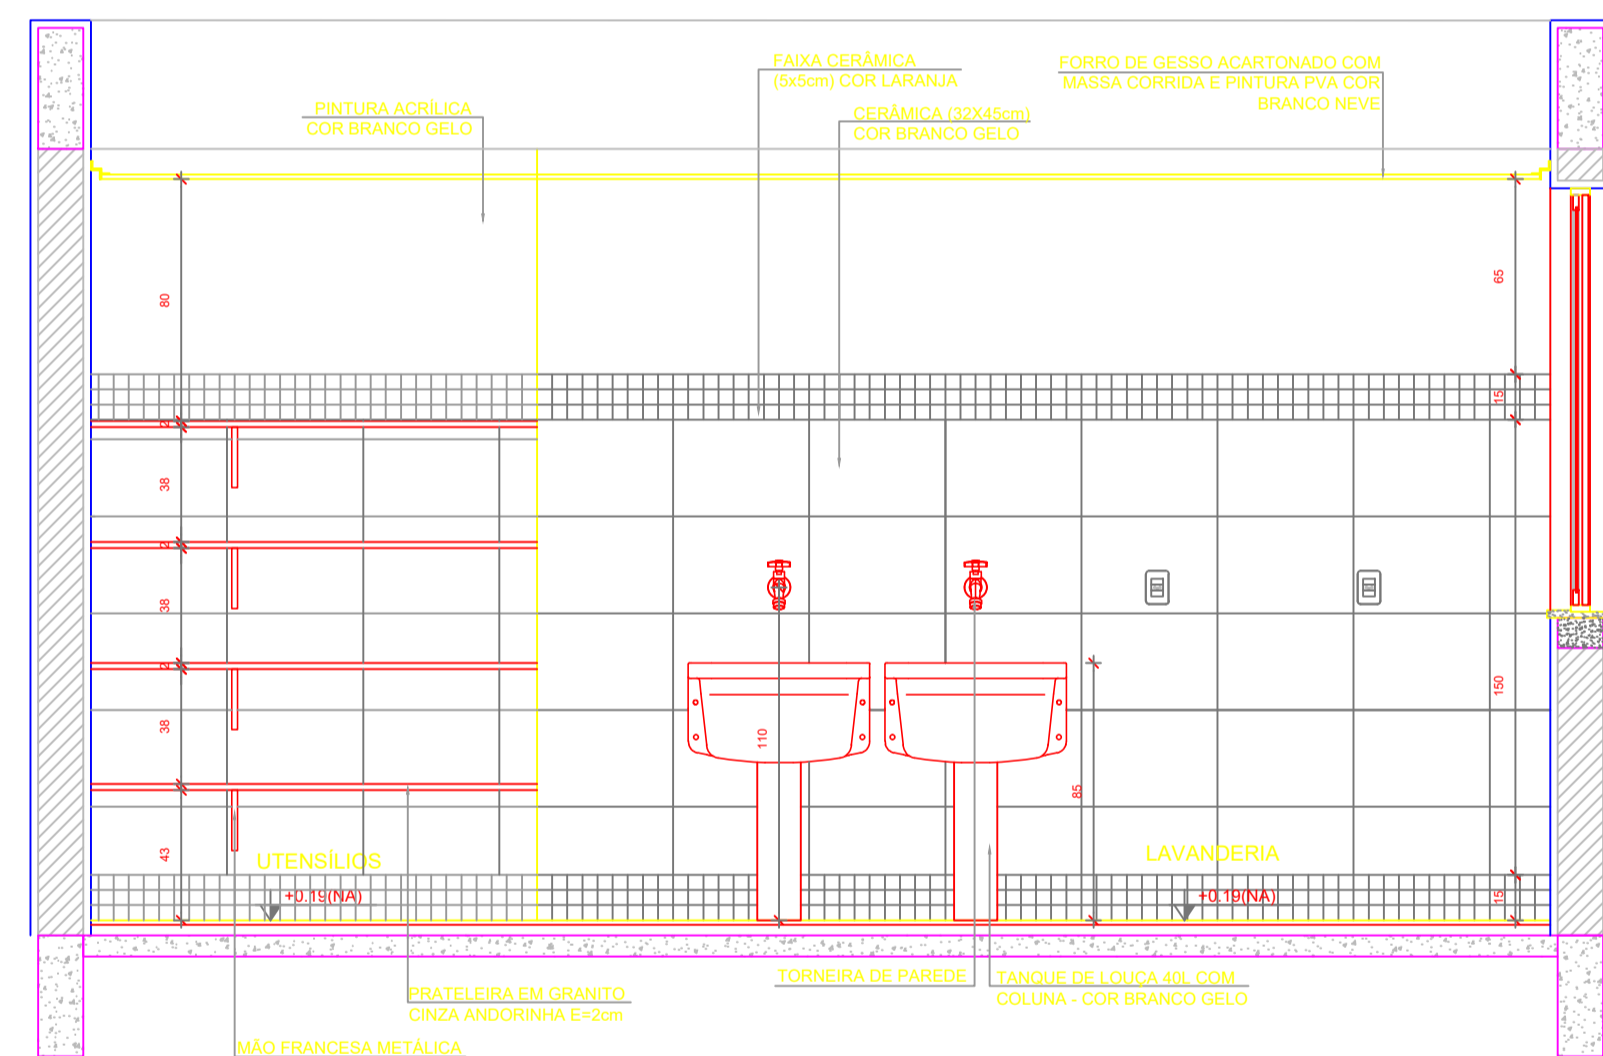 FAIXA CERÂMICA
(5x5cm) COR LARANJA
FORRO DE GESSO ACARTONADO COM
MASSA CORRIDA E PINTURA PVA COR
BRANCO NEVE
PINTURA ACRÍLICA
COR BRANCO GELO
CERÂMICA (32X45cm)
COR BRANCO GELO
80
65
15
2
38
2
38
2
38
43
110
85
150
15
UTENSÍLIOS
+0.19(NA)
LAVANDERIA
+0.19(NA)
TORNEIRA DE PAREDE
TANQUE DE LOUÇA 40L COM
COLUNA - COR BRANCO GELO
PRATELEIRA EM GRANITO
CINZA ANDORINHA E=2cm
MÃO FRANCESA METÁLICA